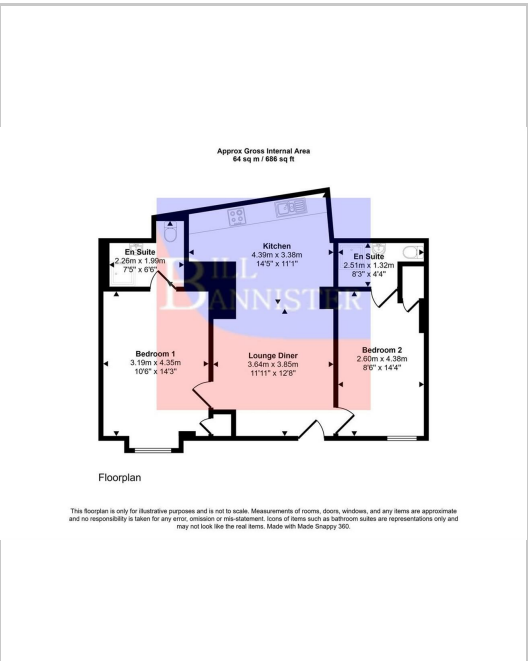 Approx Gross Internal Area
64 sq m / 686 sq ft
En Suite
2.26m x 1.99m
7'5" x 6'6"
Kitchen
4.39m x 3.38m
14'5" x 11'1"
En Suite
2.51m x 1.32m
8'3" x 4'4"
BILL
BANNISTER
Bedroom 1
3.19m x 4.35m
10'6" x 14'3"
Lounge Diner
3.64m x 3.85m
11'11" x 12'8"
Bedroom 2
2.60m x 4.38m
8'6" x 14'4"
Floorplan
This floorplan is only for illustrative purposes and is not to scale. Measurements of rooms, doors, windows, and any items are approximate
and no responsibility is taken for any error, omission or mis-statement. Icons of items such as bathroom suites are representations only and
may not look like the real items. Made with Made Snappy 360.